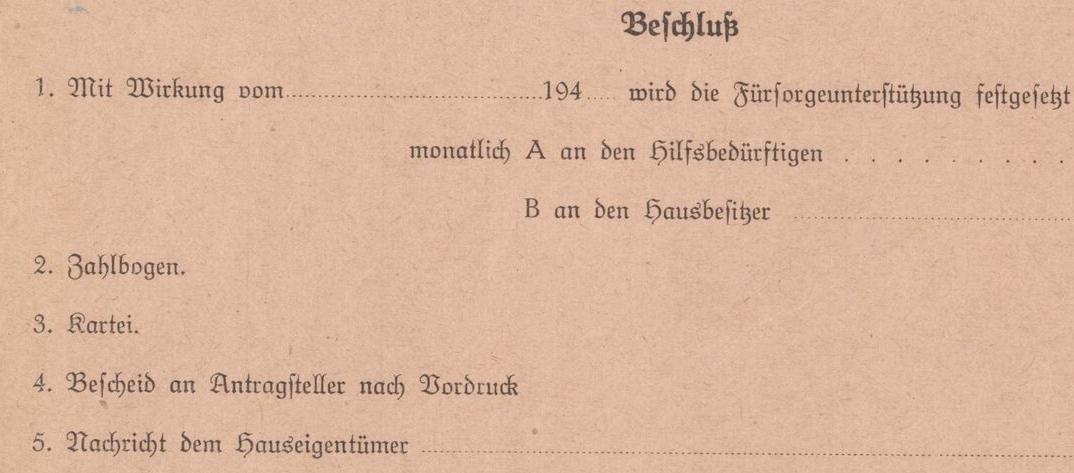 Beschluß
1. Mit Wirkung vom..............................194..... wird die Fürsorgeunterstützung festgesetzt
monatlich A an den Hilfsbedürftigen . . . . . . . . .
B an den Hausbesitzer ..............................
2. Zahlbogen.
3. Kartei.
4. Bescheid an Antragsteller nach Vordruck
5. Nachricht dem Hauseigentümer ..............................